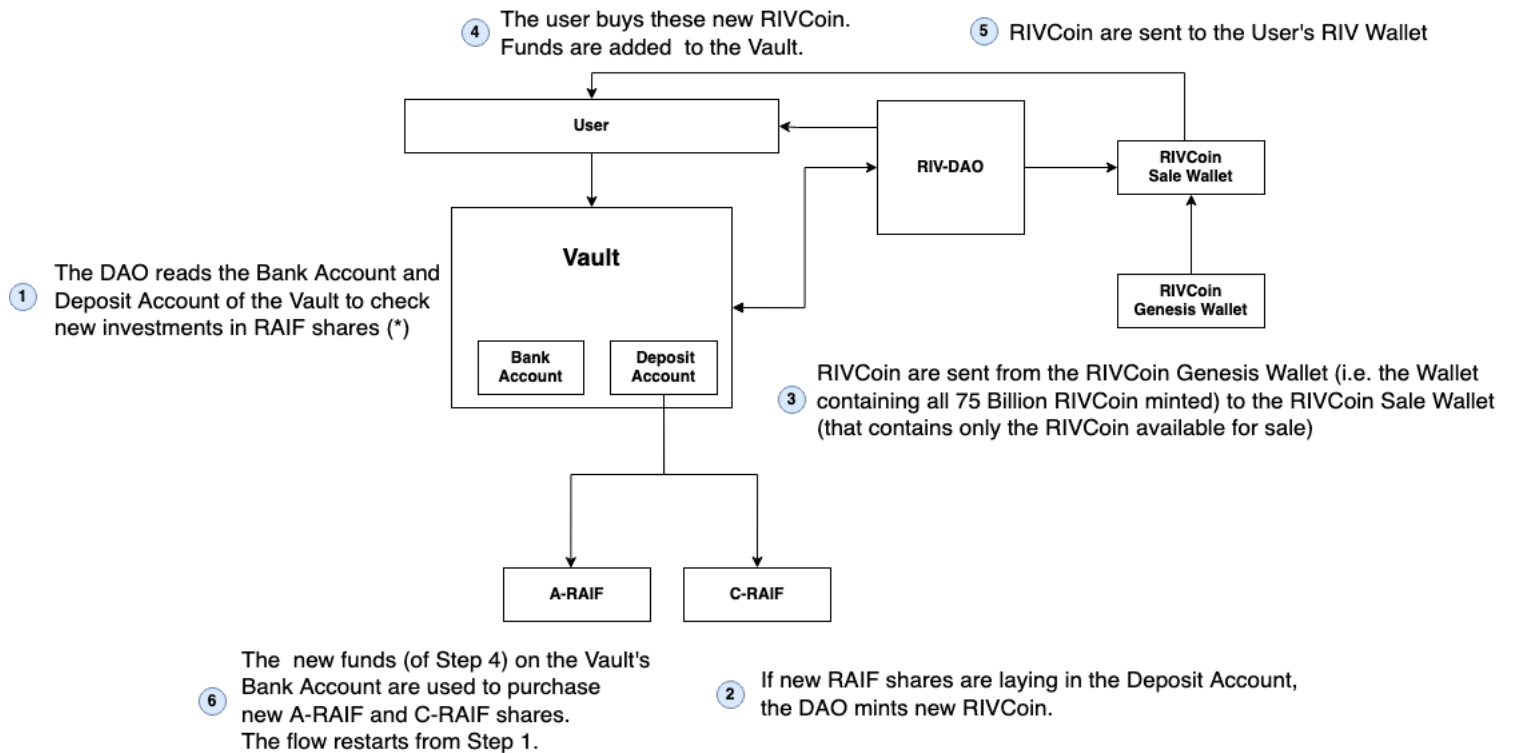 4
The user buys these new RIVCoin.
Funds are added to the Vault.
5
RIVCoin are sent to the User's RIV Wallet
User
RIV-DAO
RIVCoin
Sale Wallet
Vault
1
The DAO reads the Bank Account and
Deposit Account of the Vault to check
new investments in RAIF shares (*)
RIVCoin
Genesis Wallet
Bank
Account
Deposit
Account
3
RIVCoin are sent from the RIVCoin Genesis Wallet (i.e. the Wallet
containing all 75 Billion RIVCoin minted) to the RIVCoin Sale Wallet
(that contains only the RIVCoin available for sale)
A-RAIF
C-RAIF
6
The new funds (of Step 4) on the Vault's
Bank Account are used to purchase
new A-RAIF and C-RAIF shares.
The flow restarts from Step 1.
2
If new RAIF shares are laying in the Deposit Account,
the DAO mints new RIVCoin.